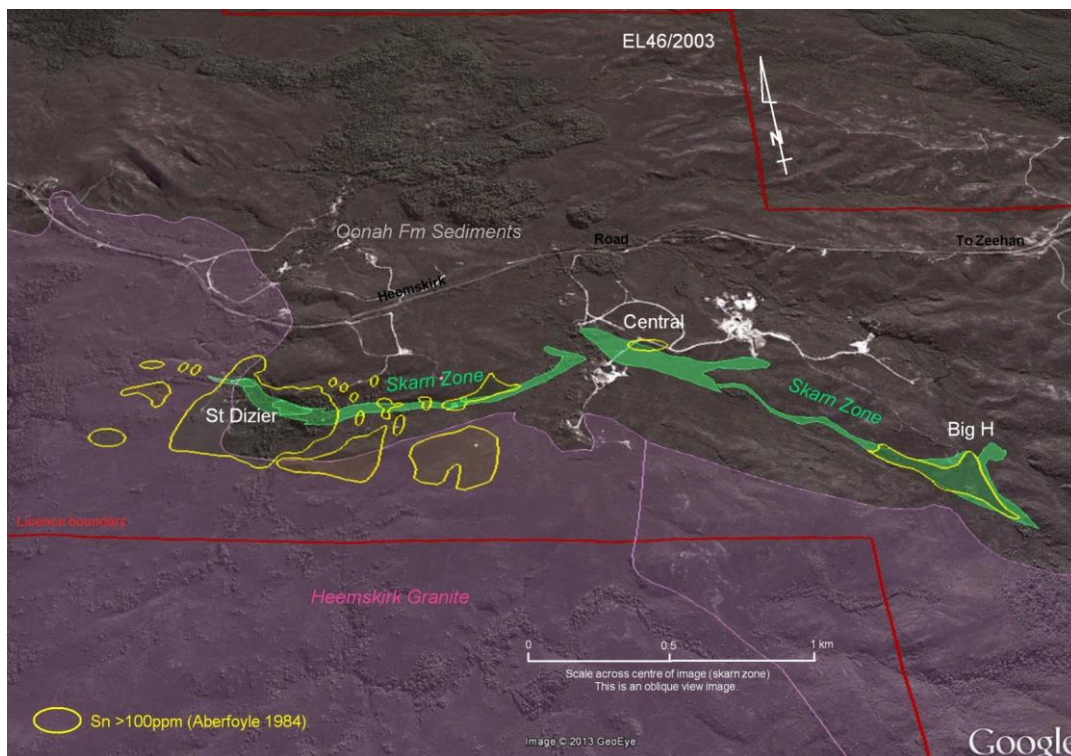 EL46/2003
N
Oonah Fm Sediments
Road
To Zeehan
Heemskirk
Central
Skarn Zone
Skarn Zone
St Dizier
Big H
Licence boundary
Heemskirk Granite
0 0.5 1 km
Scale across centre of image (skarn zone)
This is an oblique view image.
Sn >100ppm (Aberfoyle 1984)
Image © 2013 GeoEye
Google